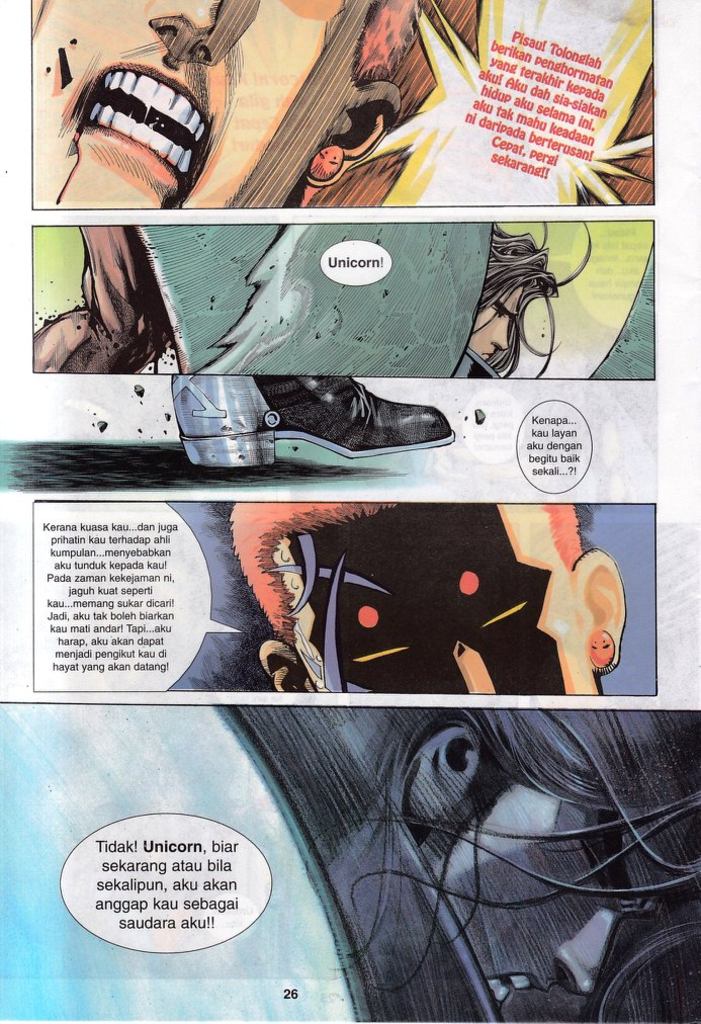 Pisau! Tolonglah
berikan penghormatan
yang terakhir kepada
aku! Aku dah sia-siakan
hidup aku selama ini,
aku tak mahu keadaan
ni daripada berterusan!
Cepat, pergi
sekarang!!
Unicorn!
Kenapa...
kau layan
aku dengan
begitu baik
sekali...?!
Kerana kuasa kau...dan juga
prihatin kau terhadap ahli
kumpulan...menyebabkan
aku tunduk kepada kau!
Pada zaman kekejaman ni,
jaguh kuat seperti
kau...memang sukar dicari!
Jadi, aku tak boleh biarkan
kau mati andar! Tapi...aku
harap, aku akan dapat
menjadi pengikut kau di
hayat yang akan datang!
Tidak! Unicorn, biar
sekarang atau bila
sekalipun, aku akan
anggap kau sebagai
saudara aku!!
26